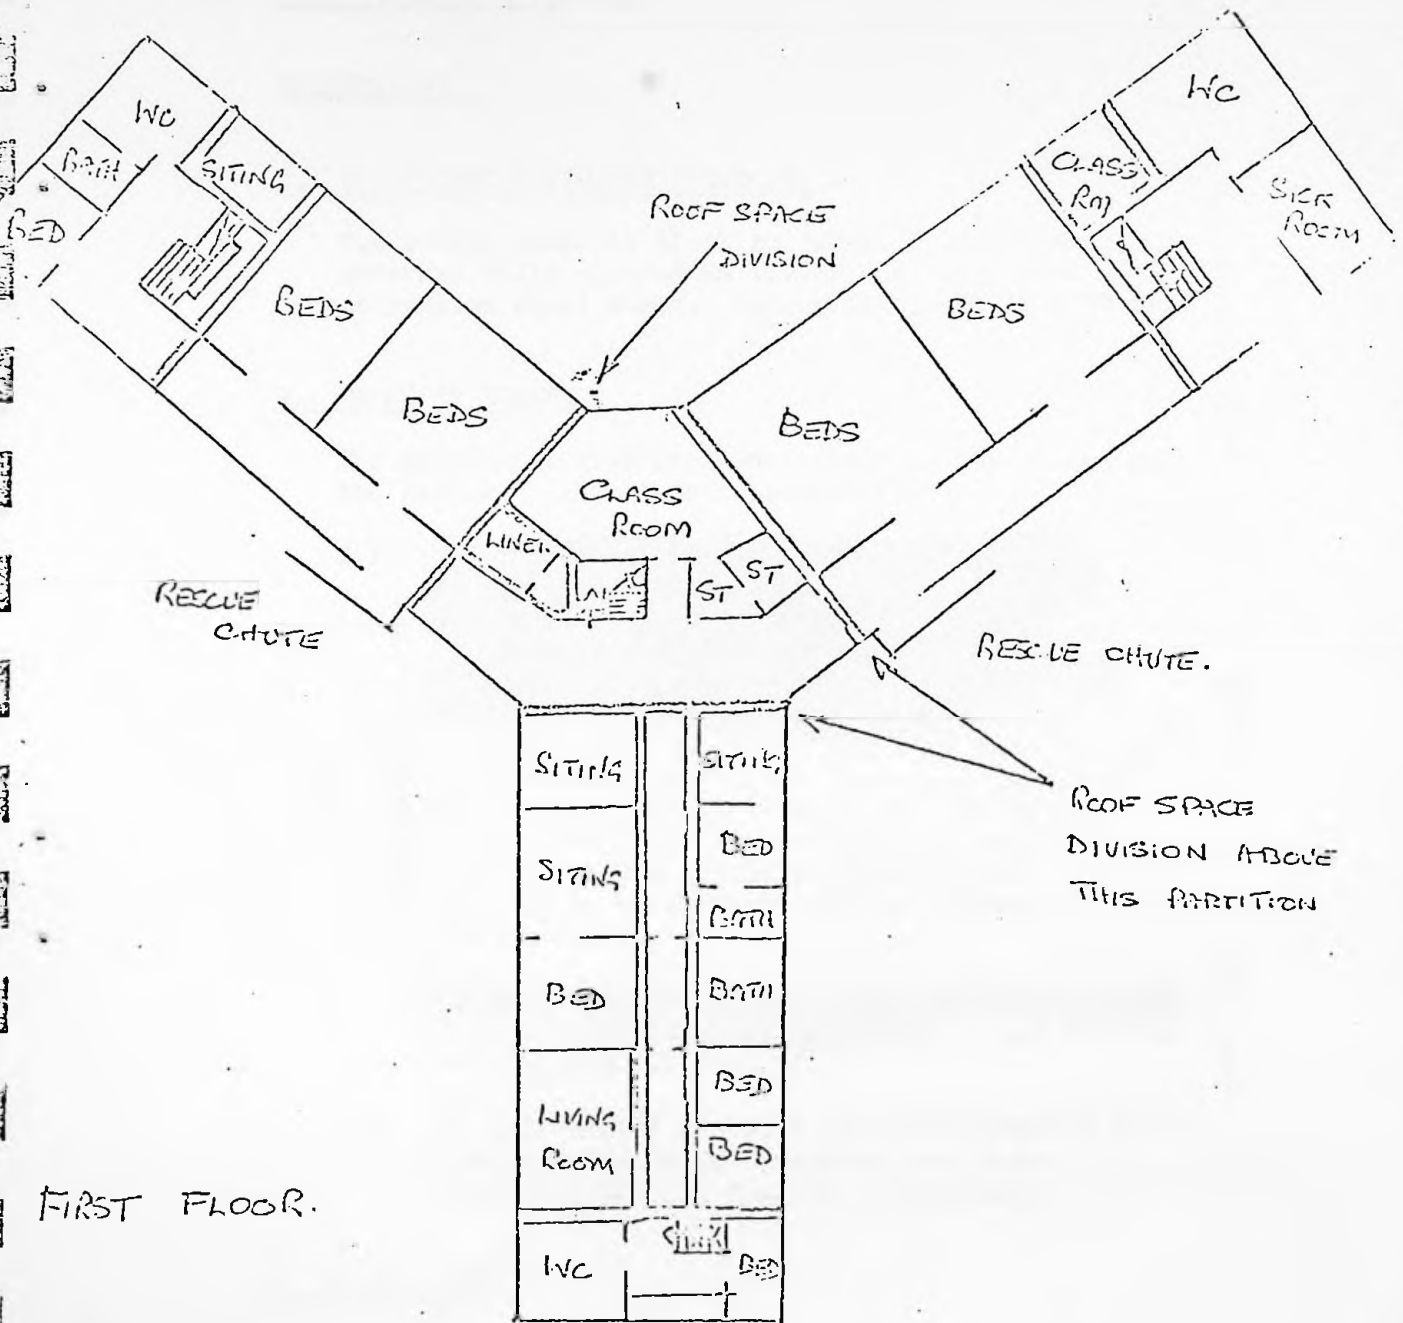 WC
WC
BATH
SITING
CLASS
RM
SICK
ROOM
BED
ROOF SPACE
DIVISION
BEDS
BEDS
BEDS
BEDS
CLASS
ROOM
LINEN
ST
ST
RESCUE
CHUTE
RESCUE CHUTE.
SITING
SITING
ROOF SPACE
DIVISION ABOVE
THIS PARTITION
BED
SITING
BATH
BED
BATH
BED
LIVING
ROOM
BED
FIRST FLOOR.
WC
BED